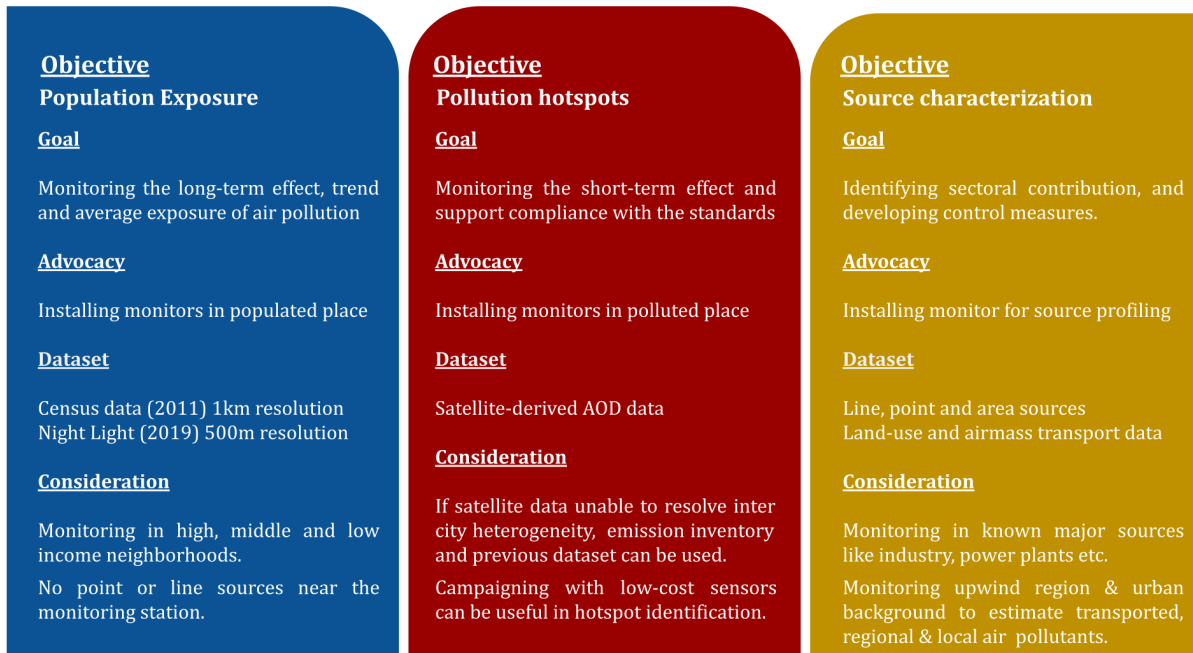 Objective
Population Exposure
Goal
Monitoring the long-term effect, trend
and average exposure of air pollution
Advocacy
Installing monitors in populated place
Dataset
Census data (2011) 1km resolution
Night Light (2019) 500m resolution
Consideration
Monitoring in high, middle and low
income neighborhoods.
No point or line sources near the
monitoring station.
Objective
Pollution hotspots
Goal
Monitoring the short-term effect and
support compliance with the standards
Advocacy
Installing monitors in polluted place
Dataset
Satellite-derived AOD data
Consideration
If satellite data unable to resolve inter
city heterogeneity, emission inventory
and previous dataset can be used.
Campaigning with low-cost sensors
can be useful in hotspot identification.
Objective
Source characterization
Goal
Identifying sectoral contribution, and
developing control measures.
Advocacy
Installing monitor for source profiling
Dataset
Line, point and area sources
Land-use and airmass transport data
Consideration
Monitoring in known major sources
like industry, power plants etc.
Monitoring upwind region & urban
background to estimate transported,
regional & local air pollutants.